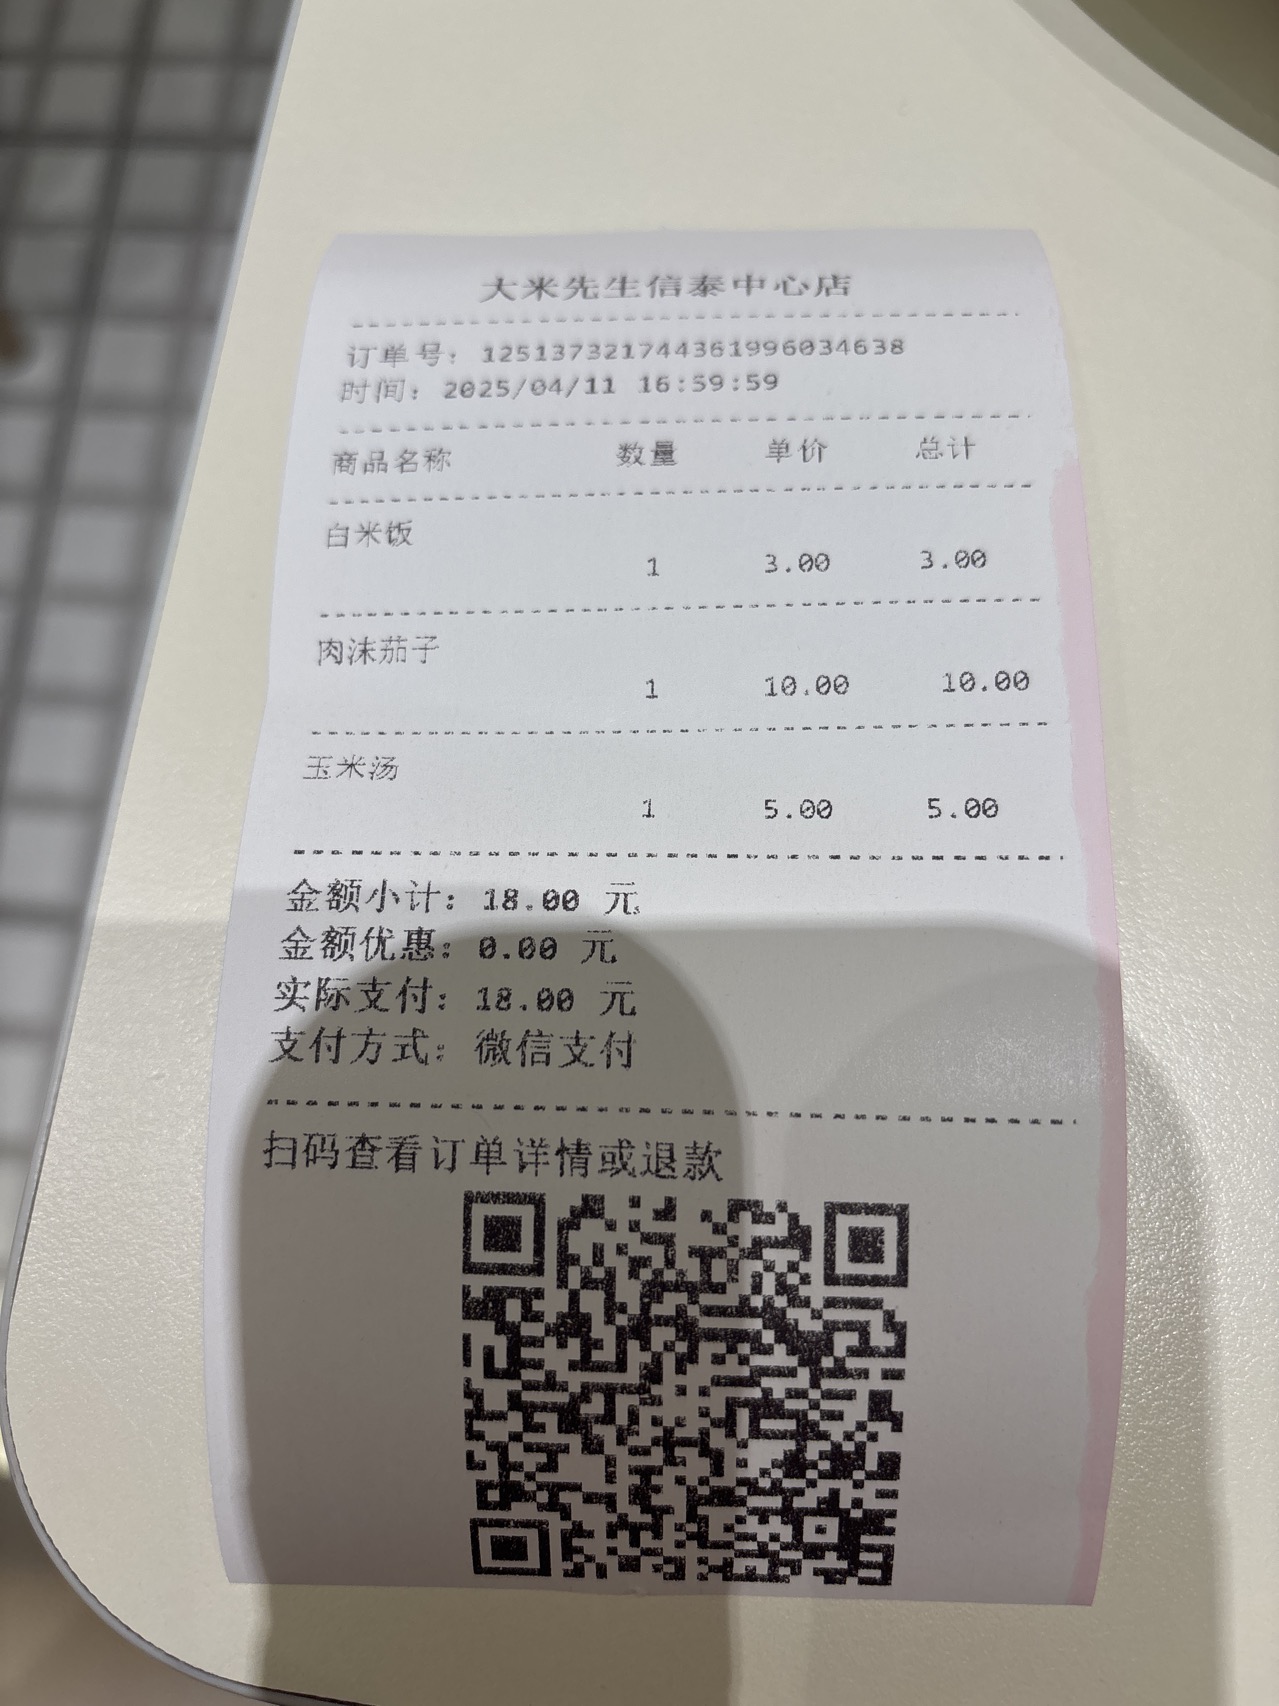 大米先生信泰中心店
订单号：1251373217443619960​34638
时间：2025/04/11 16:59:59
商品名称 数量 单价 总计
白米饭
1 3.00 3.00
肉沫茄子
1 10.00 10.00
玉米汤
1 5.00 5.00
金额小计：18.00 元
金额优惠：0.00 元
实际支付：18.00 元
支付方式：微信支付
扫码查看订单详情或退款